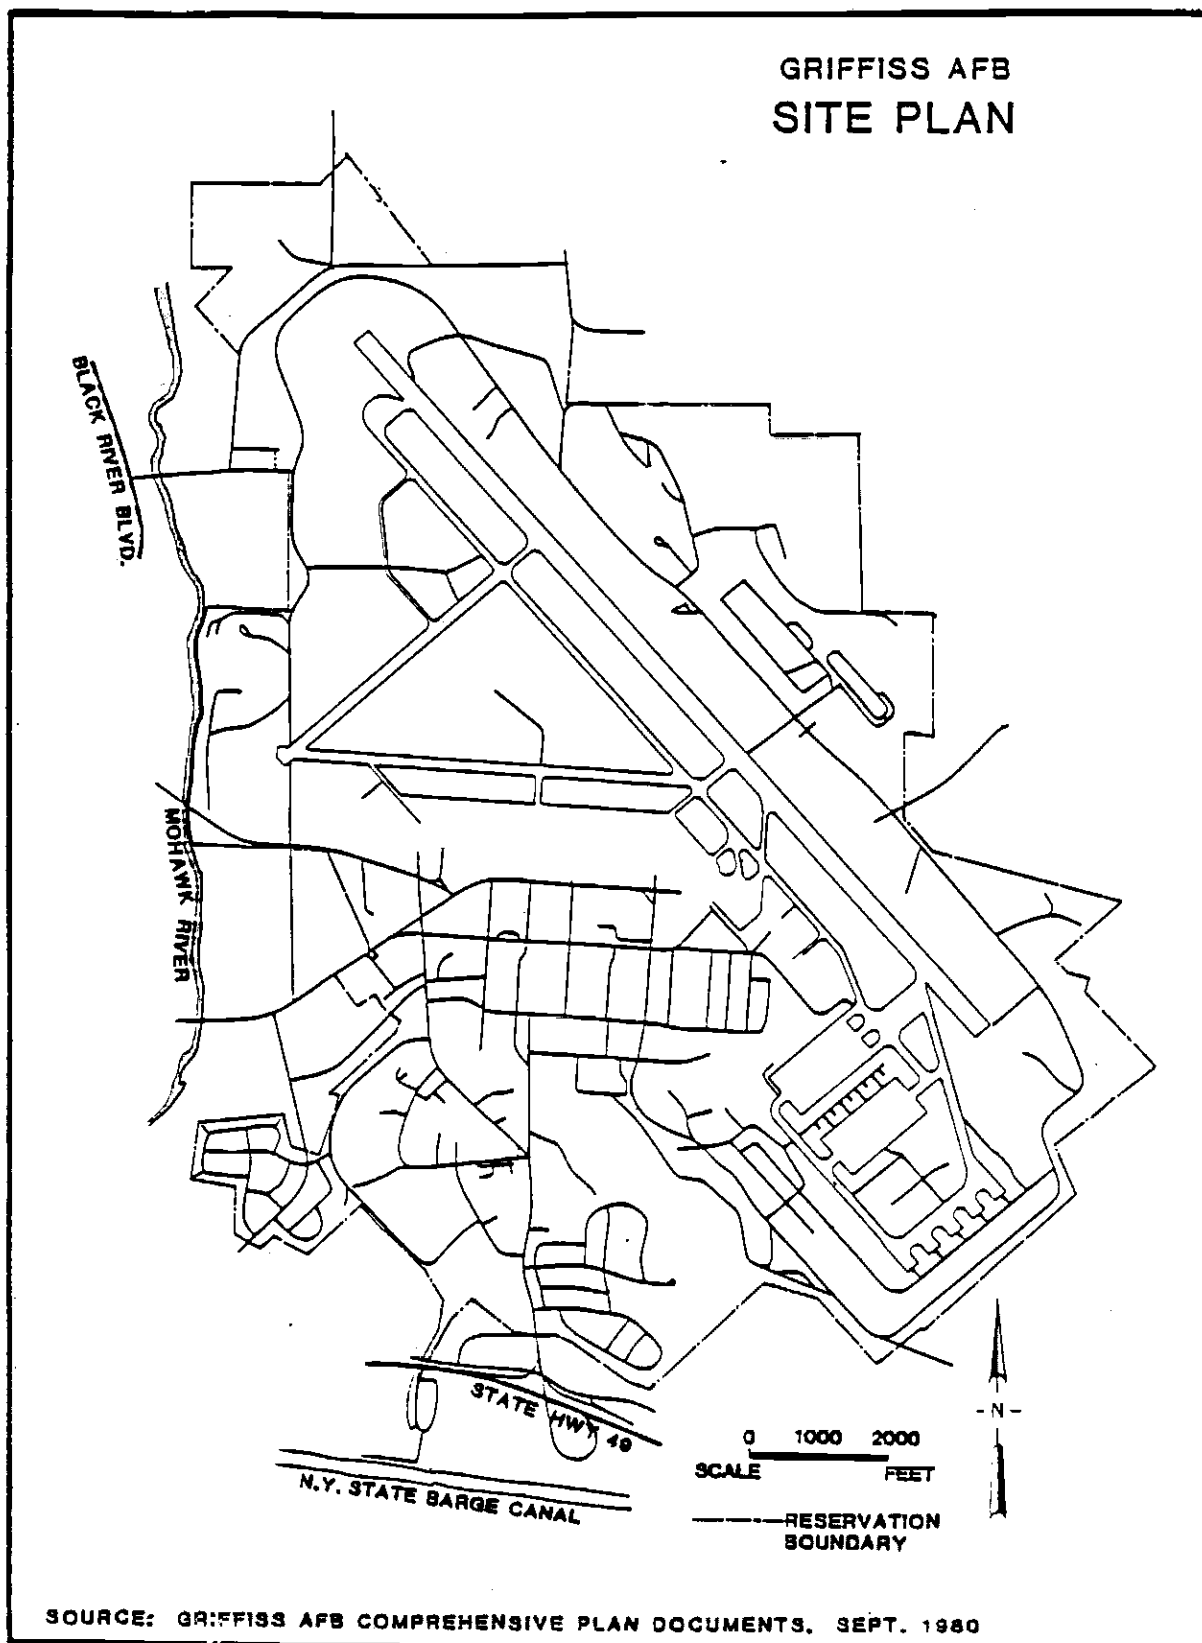 GRIFFISS AFB
SITE PLAN
BLACK RIVER BLVD.
MOHAWK RIVER
STATE HWY 49
N.Y. STATE BARGE CANAL
- N -
0 1000 2000
SCALE FEET
RESERVATION
BOUNDARY
SOURCE: GRIFFISS AFB COMPREHENSIVE PLAN DOCUMENTS. SEPT. 1980